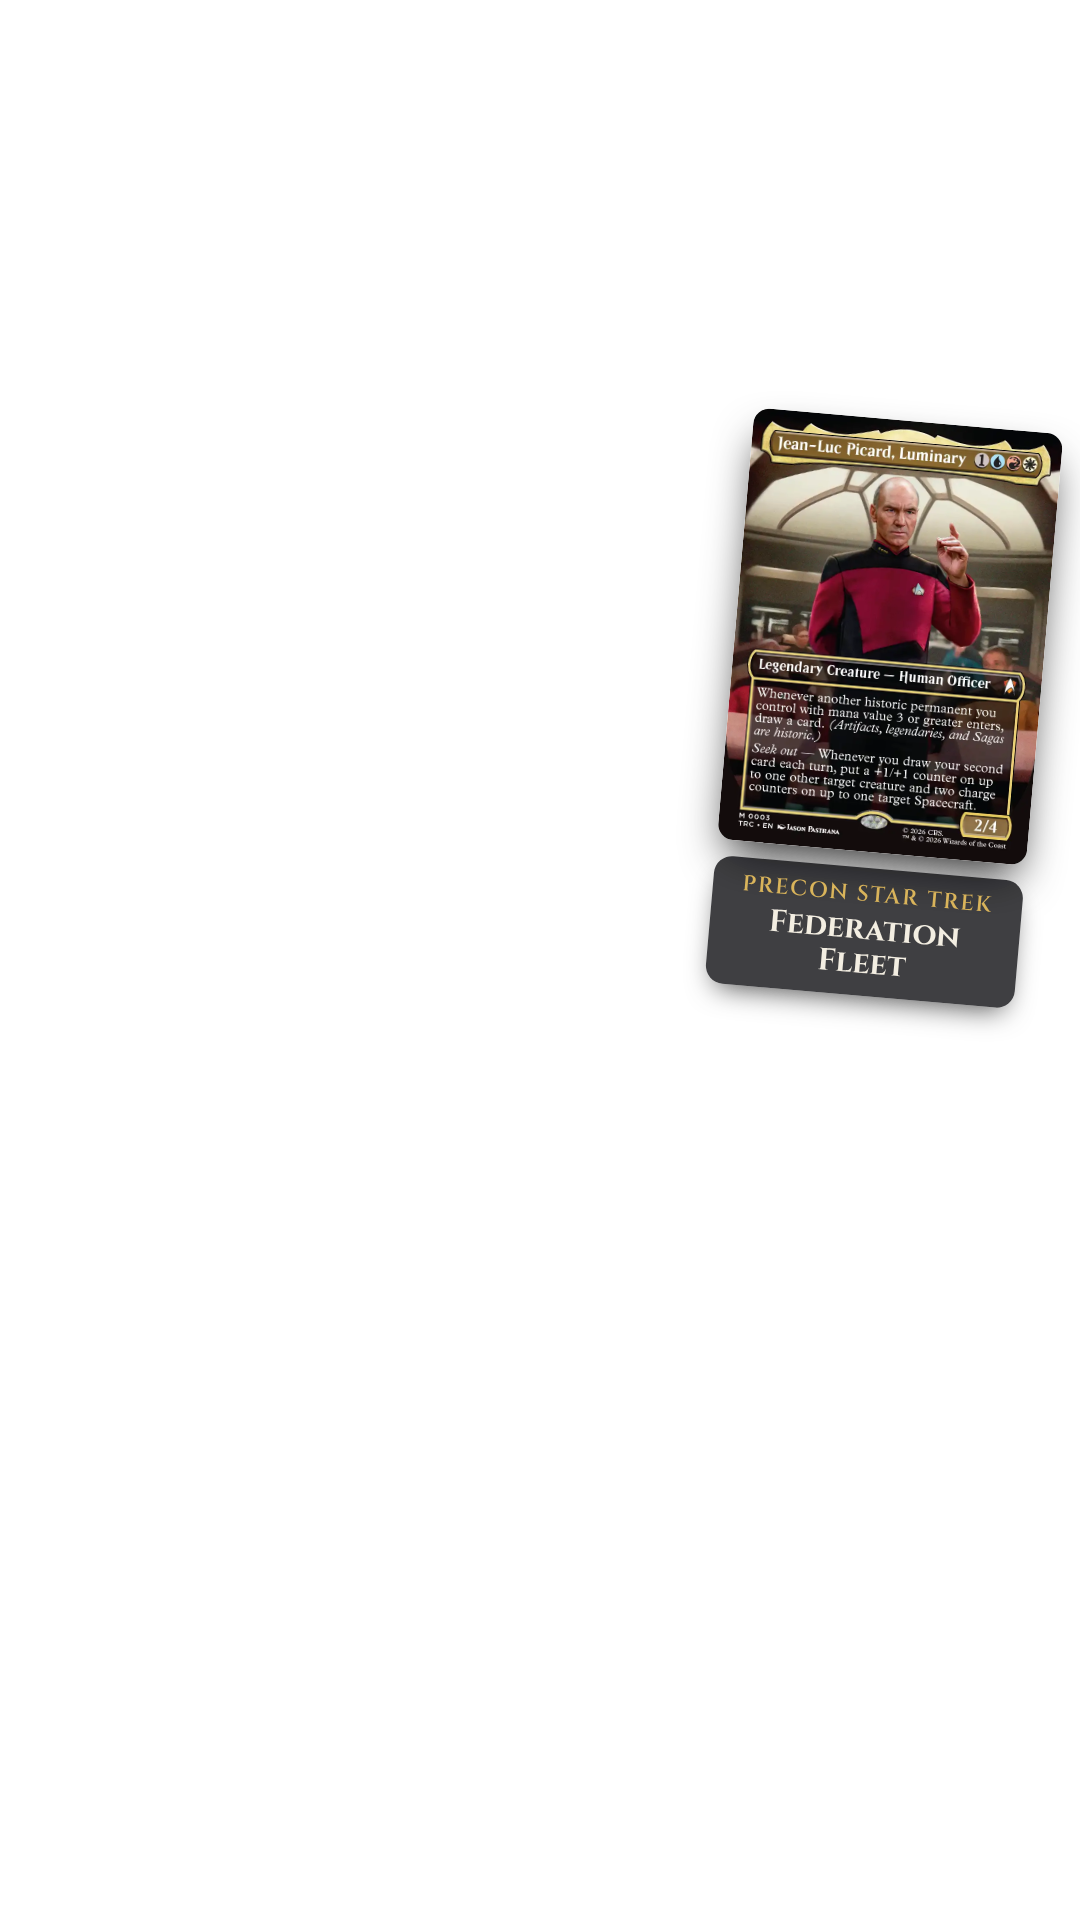 Jean-Luc Picard, Luminary 1
Legendary Creature — Human Officer
Whenever another historic permanent you
control with mana value 3 or greater enters,
draw a card. (Artifacts, legendaries, and Sagas
are historic.)
Seek out — Whenever you draw your second
card each turn, put a +1/+1 counter on up
to one other target creature and two charge
counters on up to one target Spacecraft.
2/4
M 0003
TRC • EN Jason Pastrana
© 2026 CBS.
™ & © 2026 Wizards of the Coast
PRECON STAR TREK
FEDERATION
FLEET